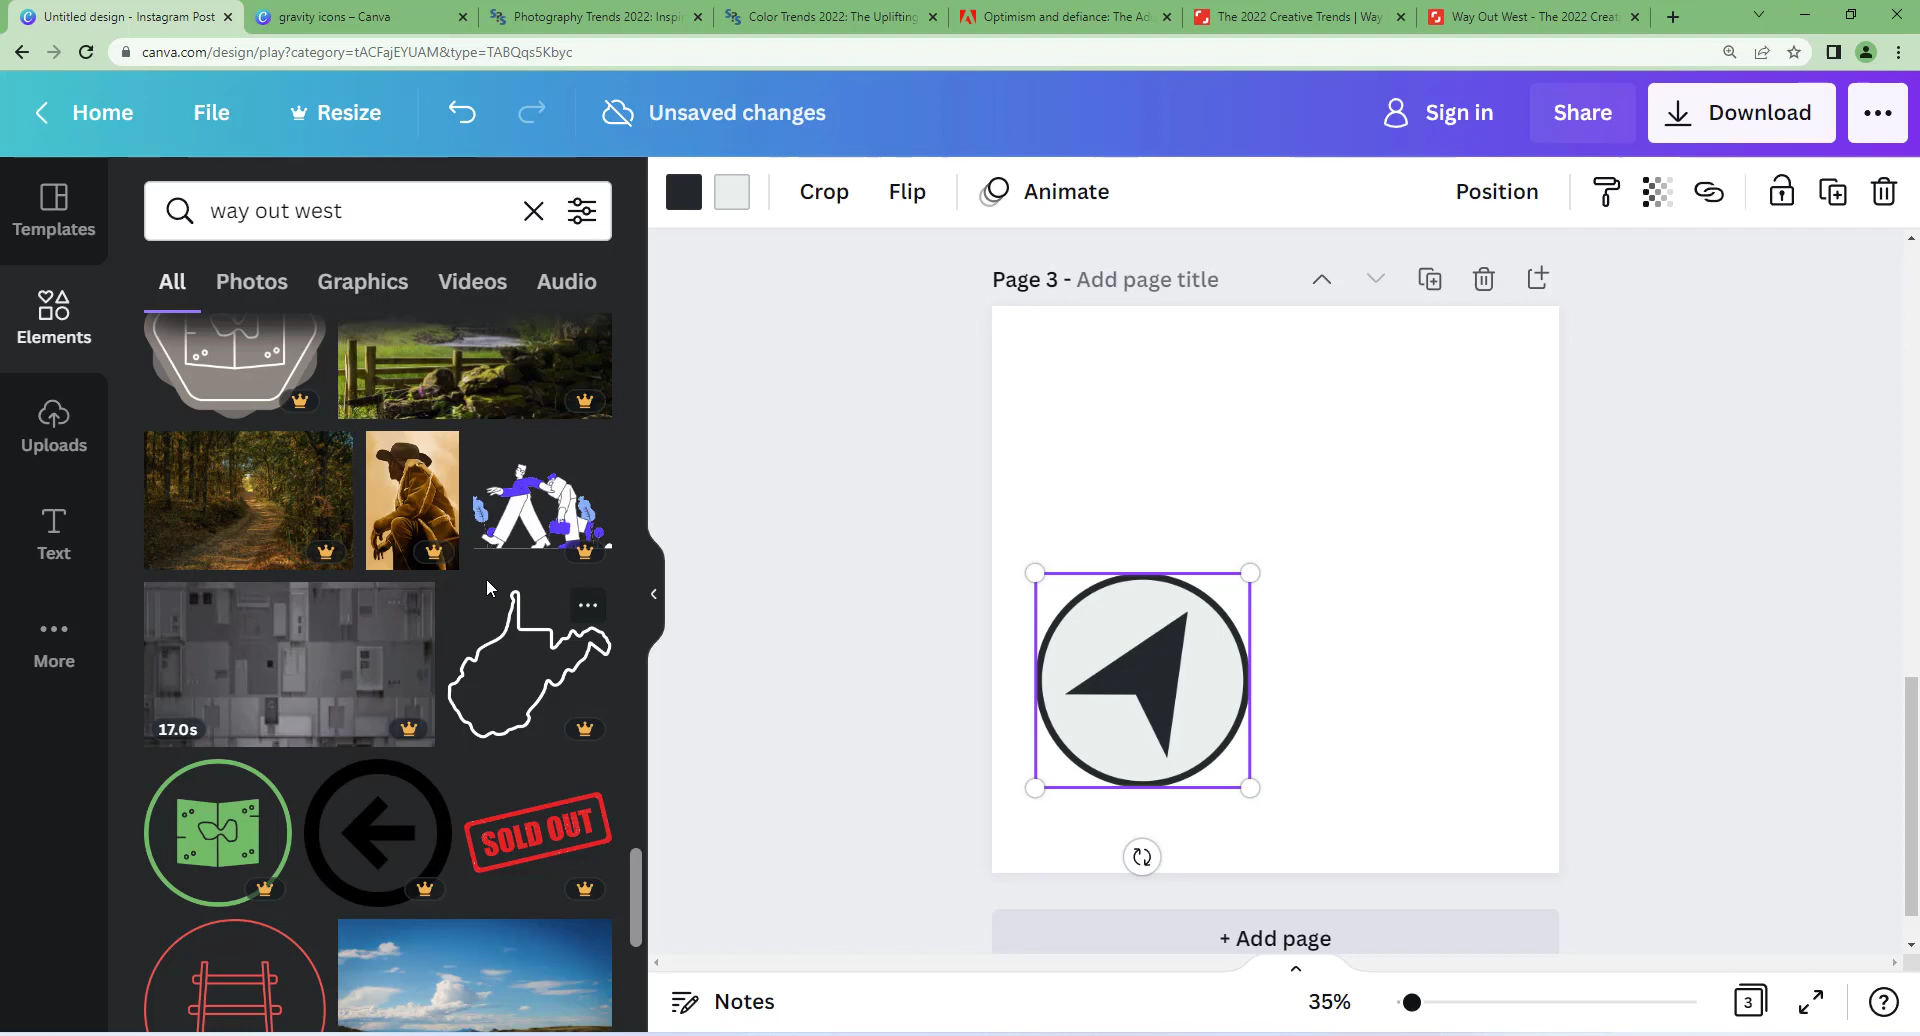 Untitled design - Instagram Post
gravity icons – Canva
Photography Trends 2022: Inspi
Color Trends 2022: The Uplifting
Optimism and defiance: The Ad
The 2022 Creative Trends | Way
Way Out West - The 2022 Creat
canva.com/design/play?category=tACFajEYUAM&type=TABQqs5Kbyc
Home
File
Resize
Unsaved changes
Sign in
Share
Download
Templates
Elements
Uploads
Text
More
way out west
All
Photos
Graphics
Videos
Audio
17.0s
SOLD OUT
Crop
Flip
Animate
Position
Page 3 - Add page title
+ Add page
Notes
35%
3